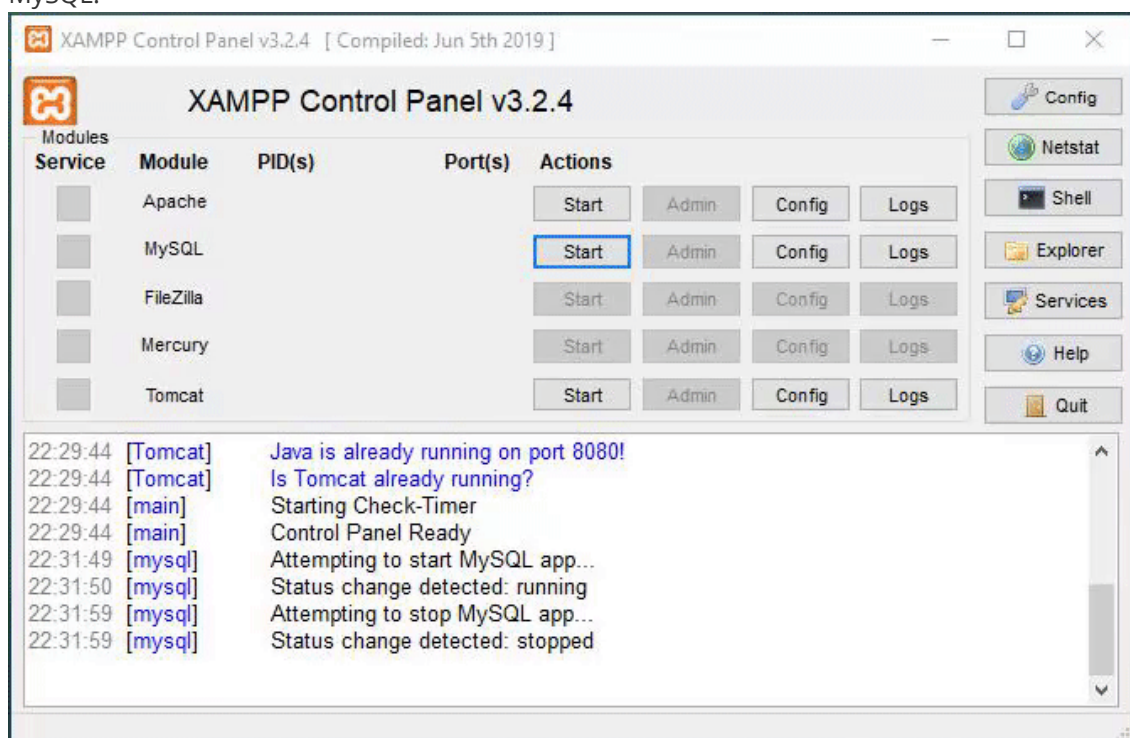 MySQL.
XAMPP Control Panel v3.2.4 [ Compiled: Jun 5th 2019 ]
XAMPP Control Panel v3.2.4
Config
Modules
Service Module PID(s) Port(s) Actions
Netstat
Apache Start Admin Config Logs
Shell
MySQL Start Admin Config Logs
Explorer
FileZilla Start Admin Config Logs
Services
Mercury Start Admin Config Logs
Help
Tomcat Start Admin Config Logs
Quit
22:29:44 [Tomcat] Java is already running on port 8080!
22:29:44 [Tomcat] Is Tomcat already running?
22:29:44 [main] Starting Check-Timer
22:29:44 [main] Control Panel Ready
22:31:49 [mysql] Attempting to start MySQL app...
22:31:50 [mysql] Status change detected: running
22:31:59 [mysql] Attempting to stop MySQL app...
22:31:59 [mysql] Status change detected: stopped